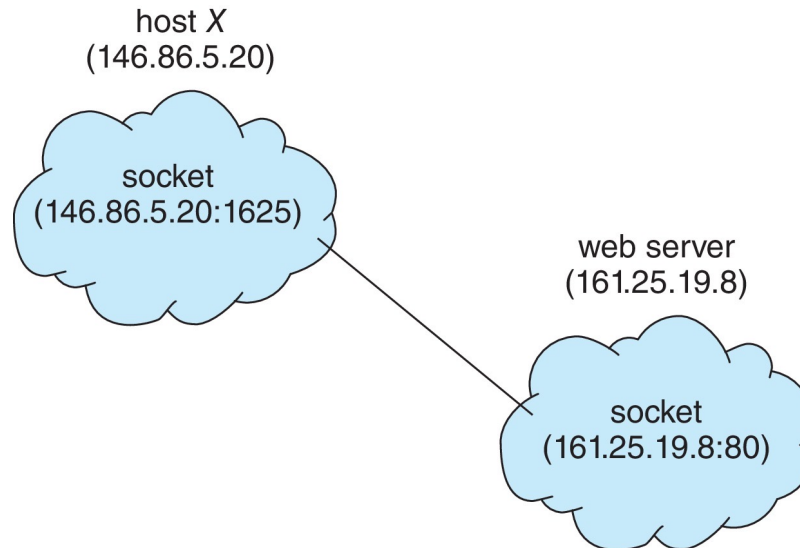 host X
(146.86.5.20)
socket
(146.86.5.20:1625)
web server
(161.25.19.8)
socket
(161.25.19.8:80)